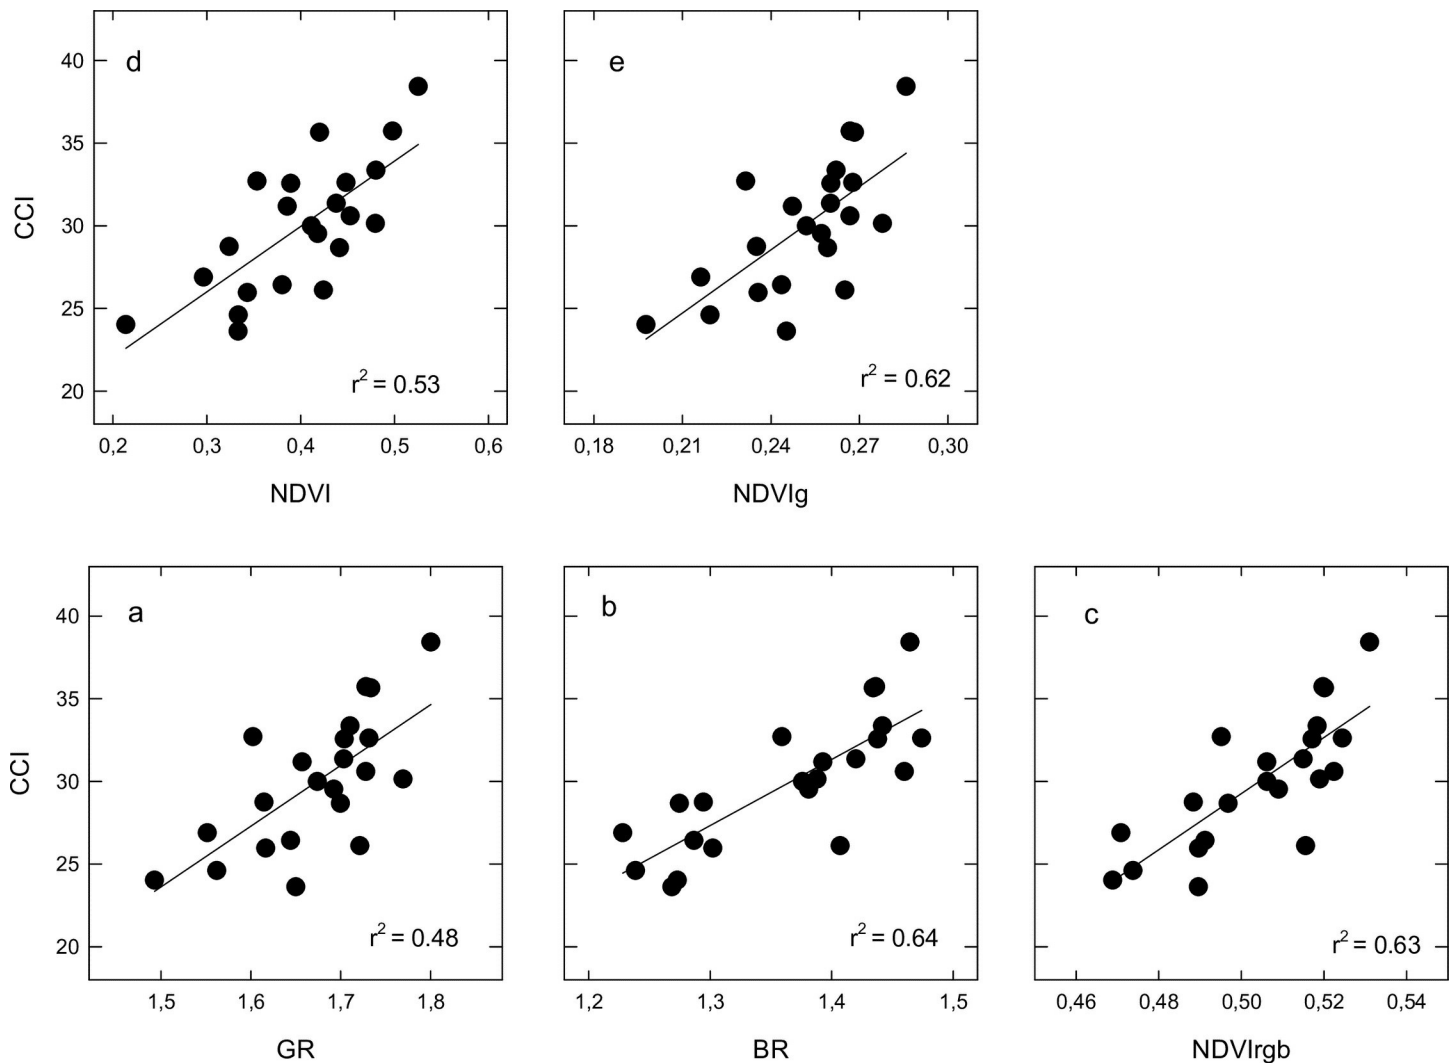 d
e
40
35
CCI
30
25
20
r² = 0.53
r² = 0.62
0,2 0,3 0,4 0,5 0,6
0,18 0,21 0,24 0,27 0,30
NDVI
NDVIg
a
b
c
40
35
CCI
30
25
20
r² = 0.48
r² = 0.64
r² = 0.63
1,5 1,6 1,7 1,8
1,2 1,3 1,4 1,5
0,46 0,48 0,50 0,52 0,54
GR
BR
NDVIrgb